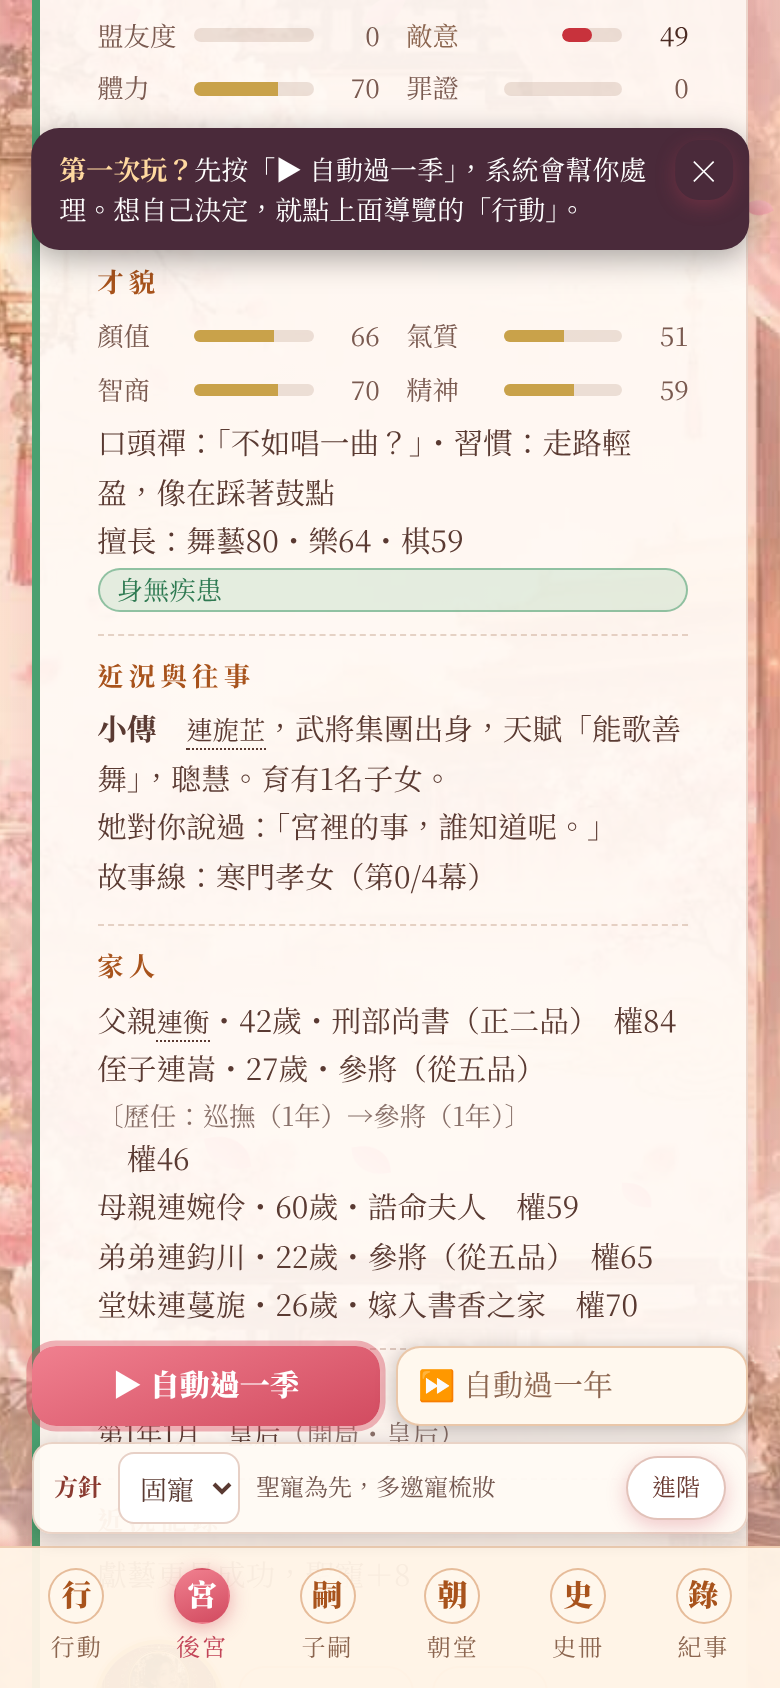 盟友度 0 敵意 49
體力 70 罪證 0
第一次玩？先按「▶ 自動過一季」，系統會幫你處
理。想自己決定，就點上面導覽的「行動」。
才貌
顏值 66 氣質 51
智商 70 精神 59
口頭禪：「不如唱一曲？」・習慣：走路輕
盈，像在踩著鼓點
擅長：舞藝80・樂64・棋59
身無疾患
近況與往事
小傳 連旎芷，武將集團出身，天賦「能歌善
舞」，聰慧。育有1名子女。
她對你說過：「宮裡的事，誰知道呢。」
故事線：寒門孝女（第0/4幕）
家人
父親連衡・42歲・刑部尚書（正二品） 權84
侄子連嵩・27歲・參將（從五品）
〔歷任：巡撫（1年）→參將（1年）〕
權46
母親連婉伶・60歲・誥命夫人 權59
弟弟連鈞川・22歲・參將（從五品） 權65
堂妹連蔓旎・26歲・嫁入書香之家 權70
▶ 自動過一季 ⏩ 自動過一年
第1年1月 皇后（開局・皇后）
方針 固寵 聖寵為先，多邀寵梳妝 進階
行 宮 嗣 朝 史 錄
行動 後宮 子嗣 朝堂 史冊 紀事